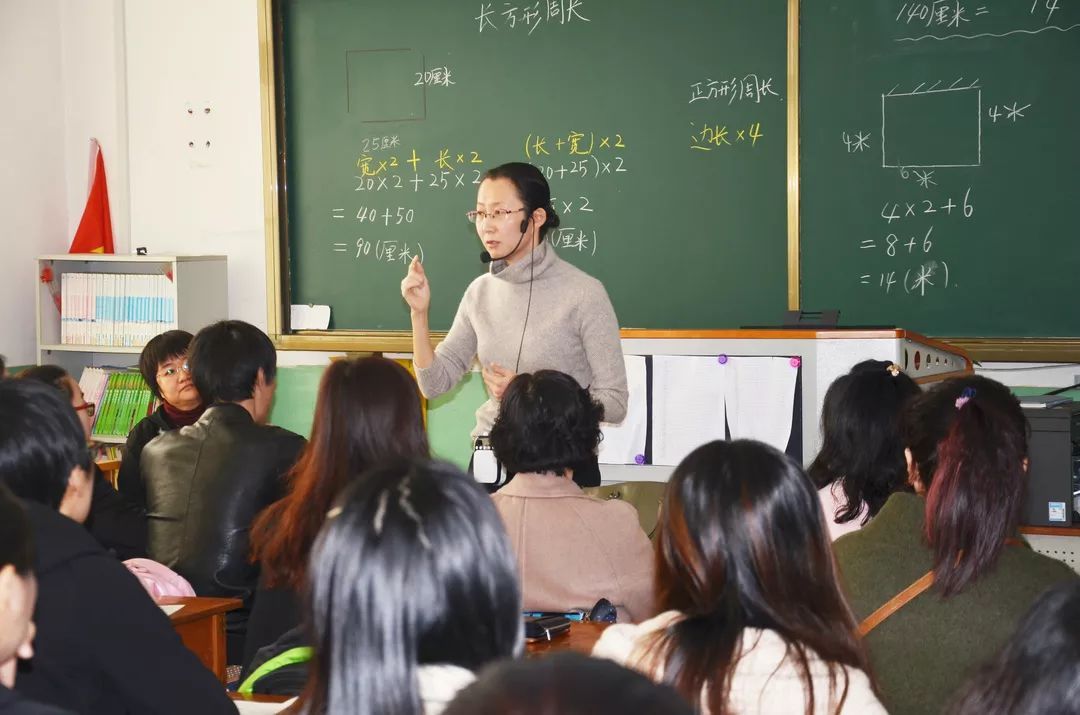 长方形周长
20厘米
25厘米
宽×2 + 长×2
20×2+25×2
= 40+50
= 90(厘米)
(长+宽)×2
0+25)×2
×2
厘米)
正方形周长
边长×4
140厘米 = 14
4米
4米
6米
4×2+6
= 8+6
= 14(米)